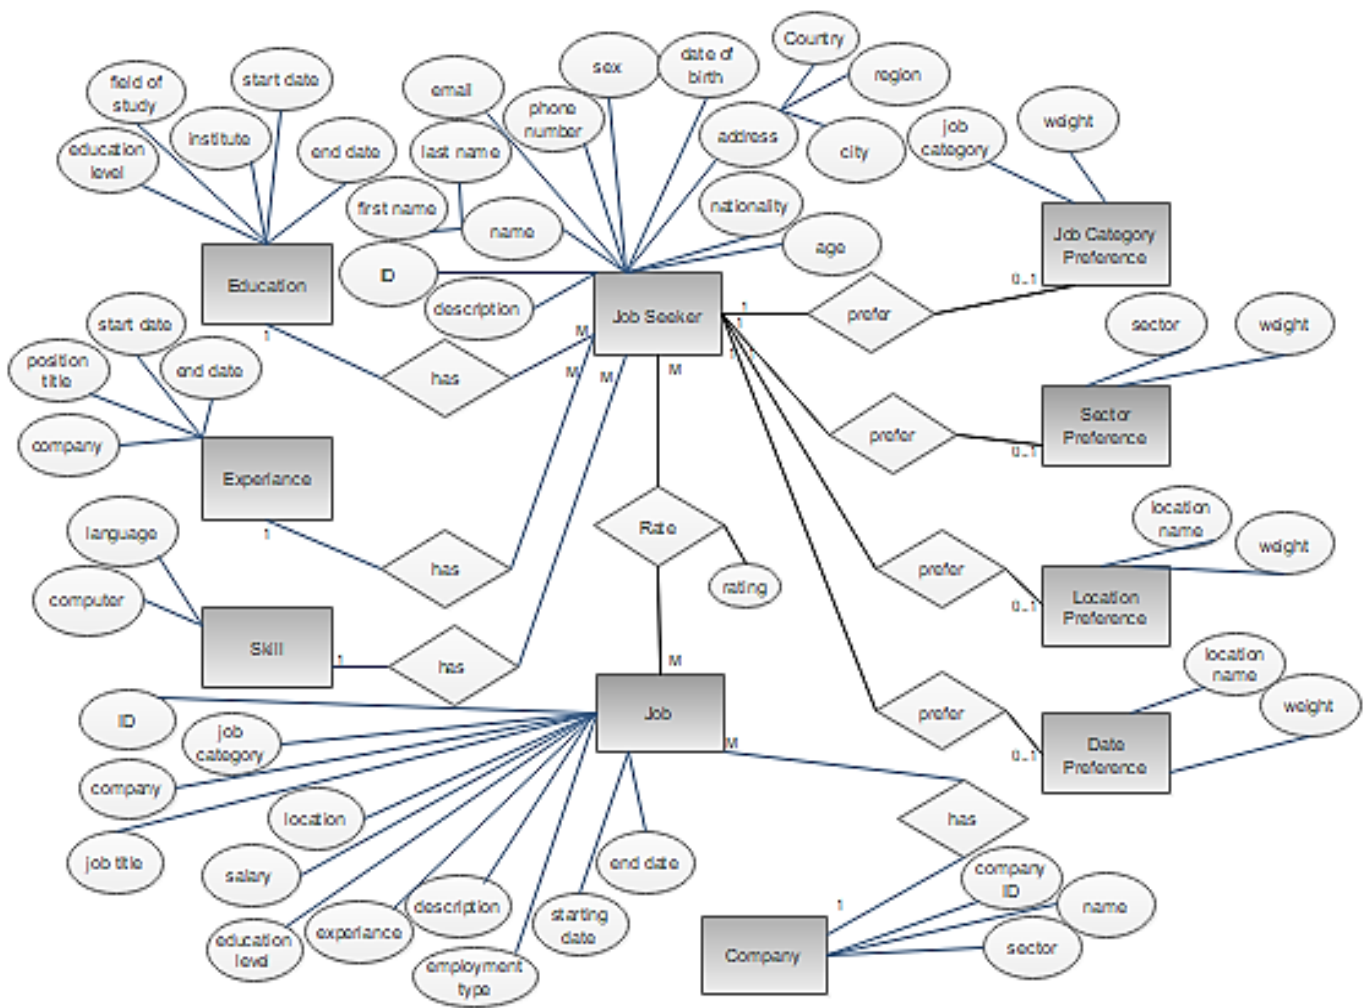 Country
sex
date of
birth
region
field of
study
start date
email
phone
number
address
city
job
category
weight
education
level
institute
end date
last name
first name
name
nationality
age
Job Category
Preference
ID
description
Education
Job Seeker
prefer
0..1
1
1
1
1
M
M
M
M
has
start date
position
title
end date
company
sector
weight
Sector
Preference
prefer
0..1
Experiance
1
has
language
computer
Rate
rating
location
name
weight
prefer
Location
Preference
0..1
Skill
1
has
M
Job
location
name
weight
prefer
Date
Preference
0..1
ID
job
category
company
location
job title
salary
education
level
experiance
description
employment
type
starting
date
end date
M
has
1
company
ID
name
sector
Company